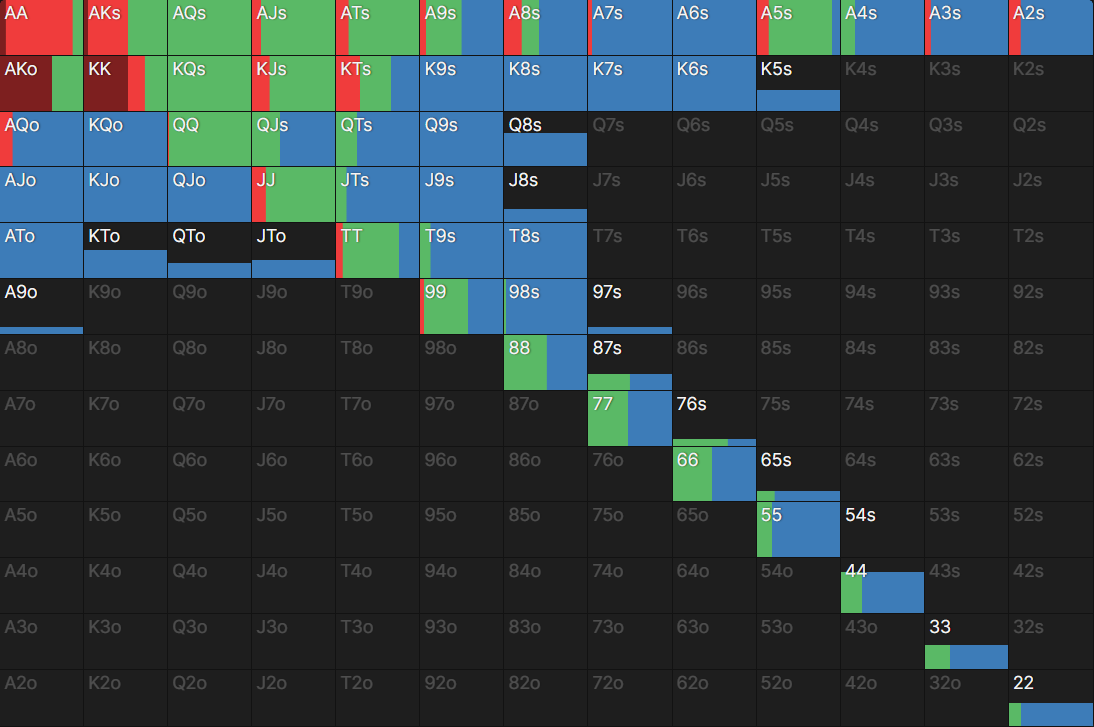 AA AKs AQs AJs ATs A9s A8s A7s A6s A5s A4s A3s A2s
AKo KK KQs KJs KTs K9s K8s K7s K6s K5s K4s K3s K2s
AQo KQo QQ QJs QTs Q9s Q8s Q7s Q6s Q5s Q4s Q3s Q2s
AJo KJo QJo JJ JTs J9s J8s J7s J6s J5s J4s J3s J2s
ATo KTo QTo JTo TT T9s T8s T7s T6s T5s T4s T3s T2s
A9o K9o Q9o J9o T9o 99 98s 97s 96s 95s 94s 93s 92s
A8o K8o Q8o J8o T8o 98o 88 87s 86s 85s 84s 83s 82s
A7o K7o Q7o J7o T7o 97o 87o 77 76s 75s 74s 73s 72s
A6o K6o Q6o J6o T6o 96o 86o 76o 66 65s 64s 63s 62s
A5o K5o Q5o J5o T5o 95o 85o 75o 65o 55 54s 53s 52s
A4o K4o Q4o J4o T4o 94o 84o 74o 64o 54o 44 43s 42s
A3o K3o Q3o J3o T3o 93o 83o 73o 63o 53o 43o 33 32s
A2o K2o Q2o J2o T2o 92o 82o 72o 62o 52o 42o 32o 22